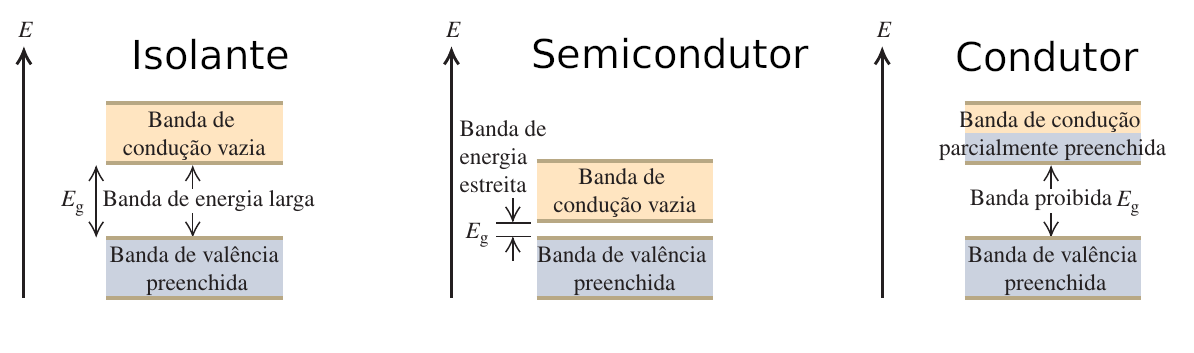 E
Isolante
Banda de
condução vazia
E_g
Banda de energia larga
Banda de valência
preenchida
E
Semicondutor
Banda de
energia
estreita
Banda de
condução vazia
E_g
Banda de valência
preenchida
E
Condutor
Banda de condução
parcialmente preenchida
Banda proibida E_g
Banda de valência
preenchida